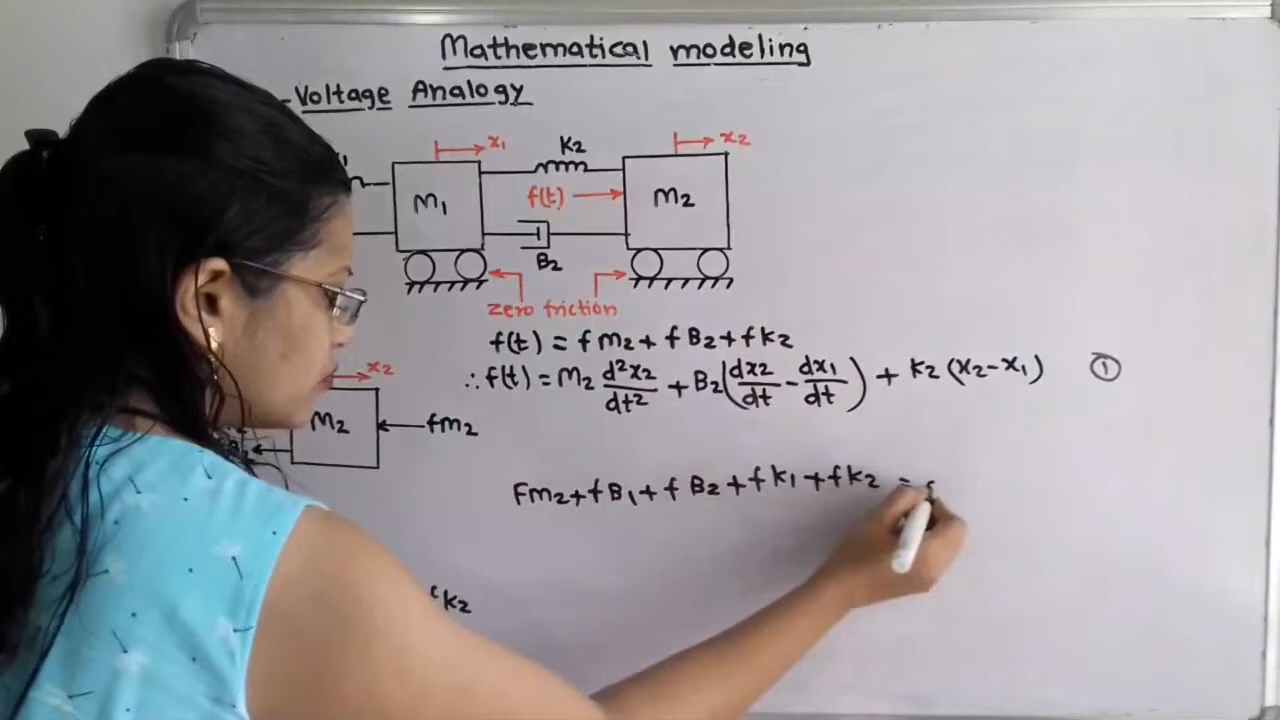 Mathematical modeling
-Voltage Analogy
x1
K2
x2
M1
f(t)
M2
B2
zero friction
f(t) = fm2 + fB2 + fk2
∴ f(t) = M2 d²x2/dt² + B2(dx2/dt - dx1/dt) + K2 (x2-x1) ①
x2
M2
fm2
Fm2 + fB1 + fB2 + fk1 + fk2 =
k2